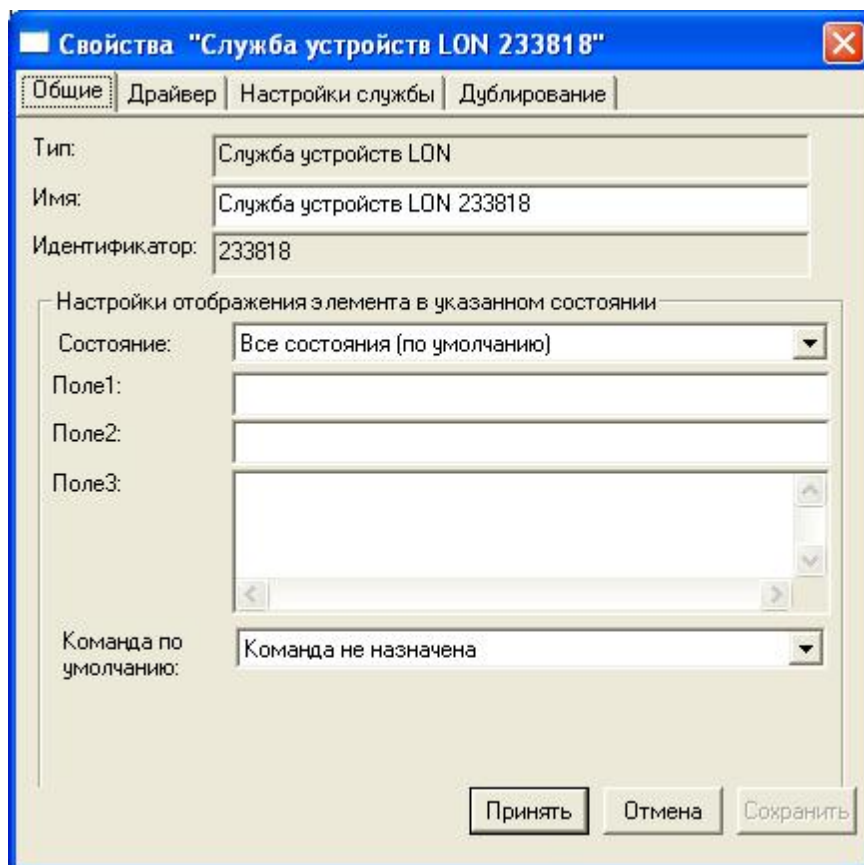 Свойства "Служба устройств LON 233818"
Общие Драйвер Настройки службы Дублирование
Тип: Служба устройств LON
Имя: Служба устройств LON 233818
Идентификатор: 233818
Настройки отображения элемента в указанном состоянии
Состояние: Все состояния (по умолчанию)
Поле1:
Поле2:
Поле3:
Команда по
умолчанию: Команда не назначена
Принять Отмена Сохранить